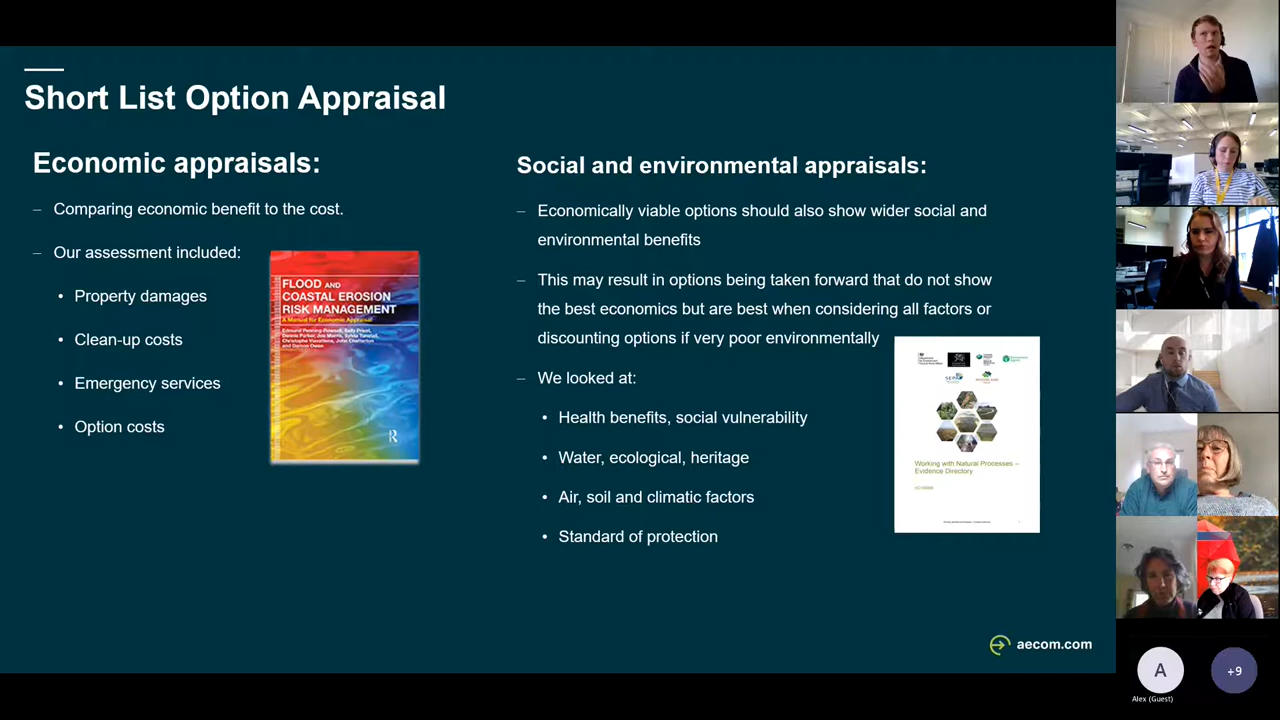 Short List Option Appraisal
Economic appraisals:
– Comparing economic benefit to the cost.
– Our assessment included:
• Property damages
• Clean-up costs
• Emergency services
• Option costs
FLOOD AND
COASTAL EROSION
RISK MANAGEMENT
A Manual for Economic Appraisal
Social and environmental appraisals:
– Economically viable options should also show wider social and
environmental benefits
– This may result in options being taken forward that do not show
the best economics but are best when considering all factors or
discounting options if very poor environmentally
– We looked at:
• Health benefits, social vulnerability
• Water, ecological, heritage
• Air, soil and climatic factors
• Standard of protection
SEPA
Working with Natural Processes –
Evidence Directory
aecom.com
A
+9
Alex (Guest)